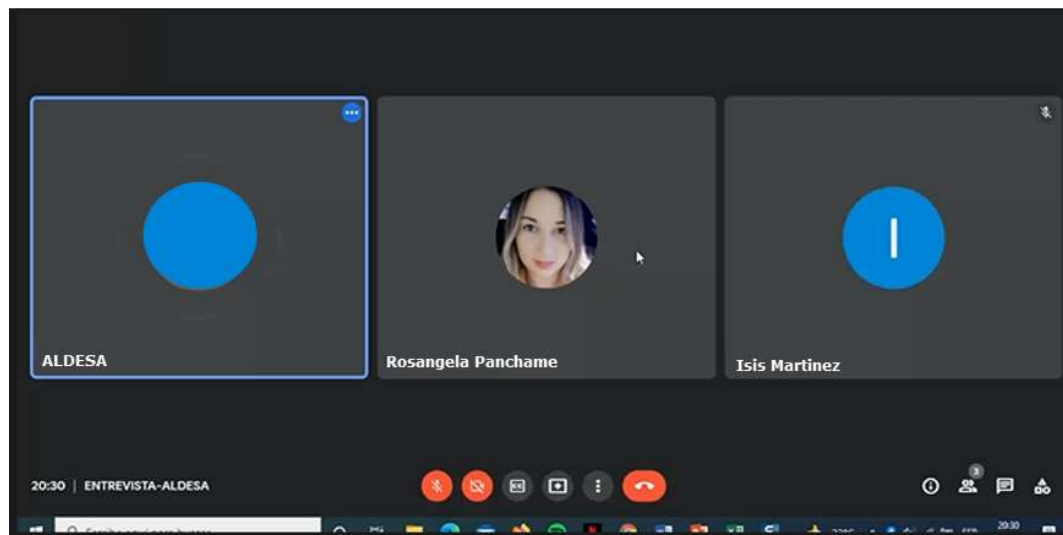 ALDESA
Rosangela Panchame
I
Isis Martinez
20:30 | ENTREVISTA-ALDESA
3
20:30